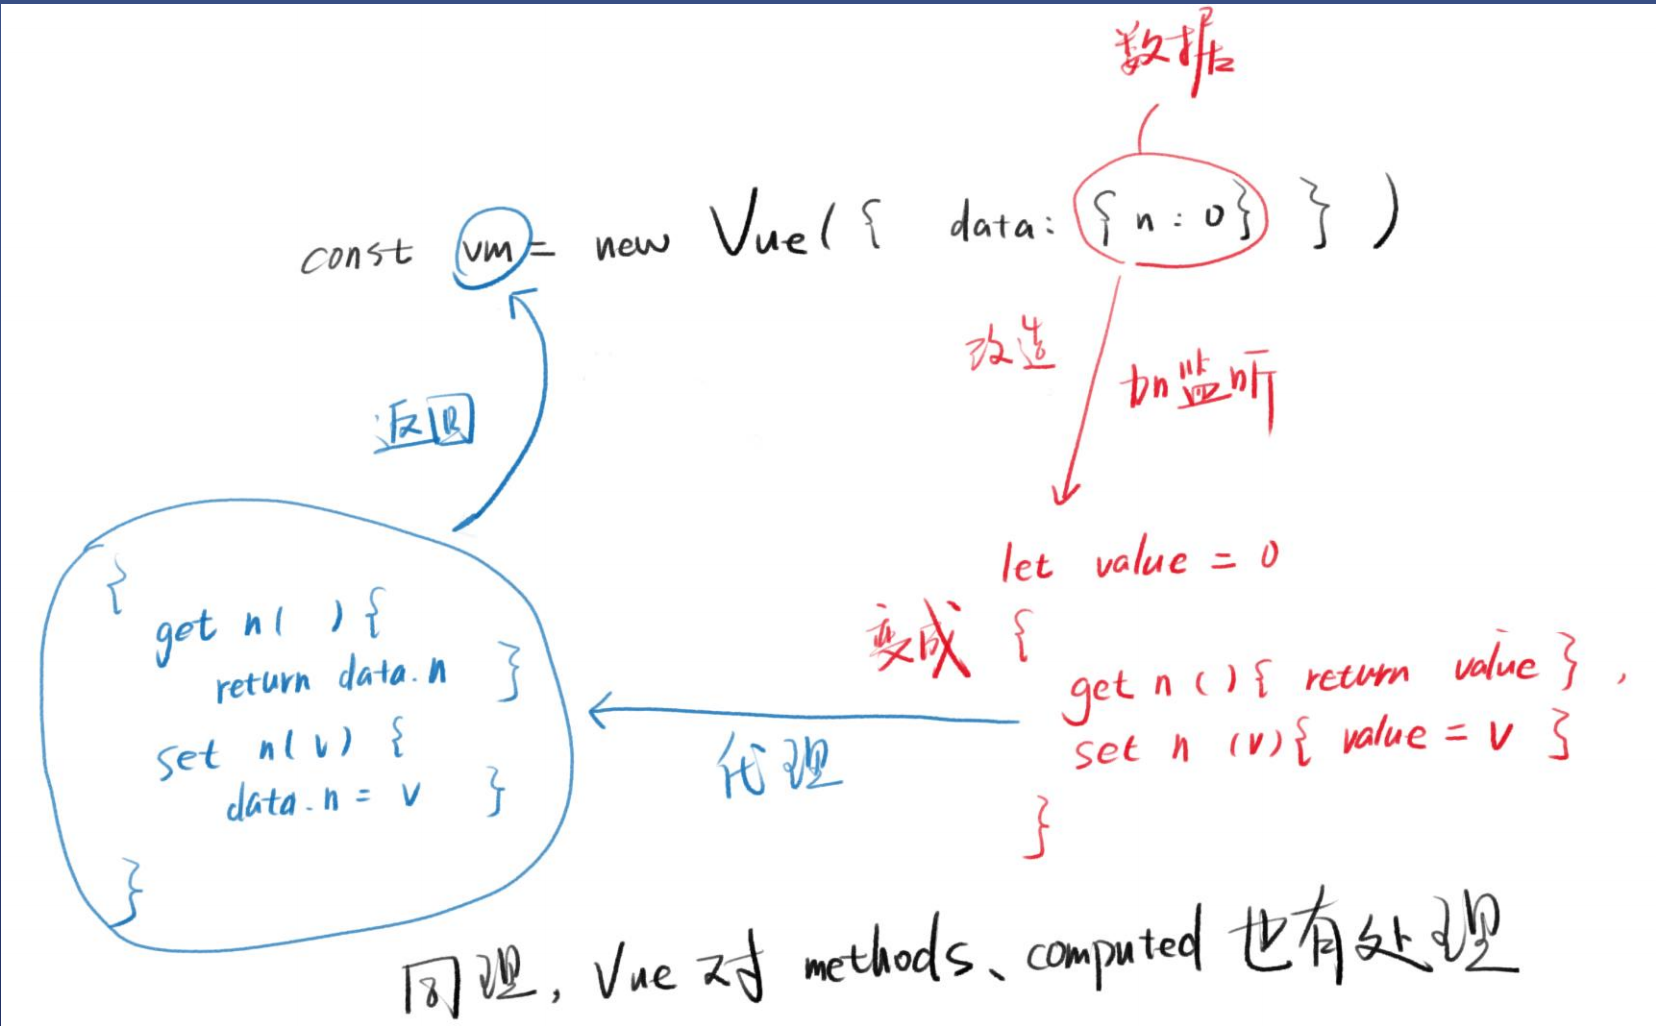 数据
const vm = new Vue({ data: { n : 0 } })
改造 加监听
返回
let value = 0
变成 {
get n() { return value } ,
set n (v) { value = v }
}
代理
{
get n( ) {
return data.n }
set n(v) {
data.n = v }
}
同理, Vue 对 methods、computed 也有处理